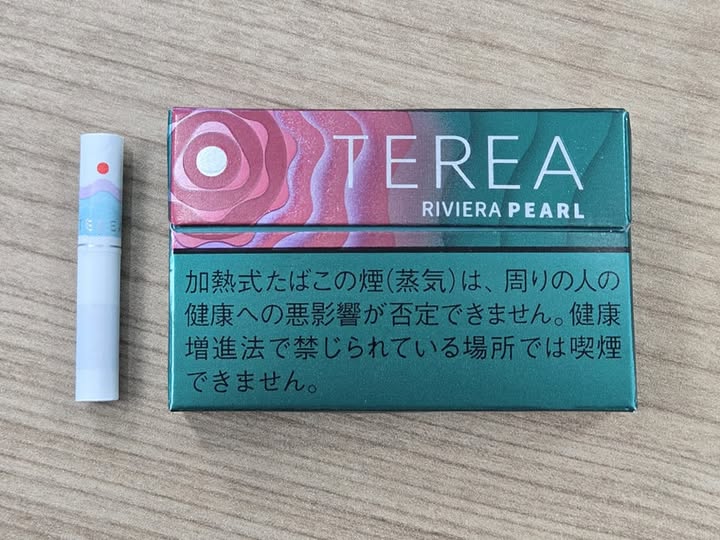 TEREA
RIVIERA PEARL
加熱式たばこの煙(蒸気)は、周りの人の
健康への悪影響が否定できません。健康
増進法で禁じられている場所では喫煙
できません。